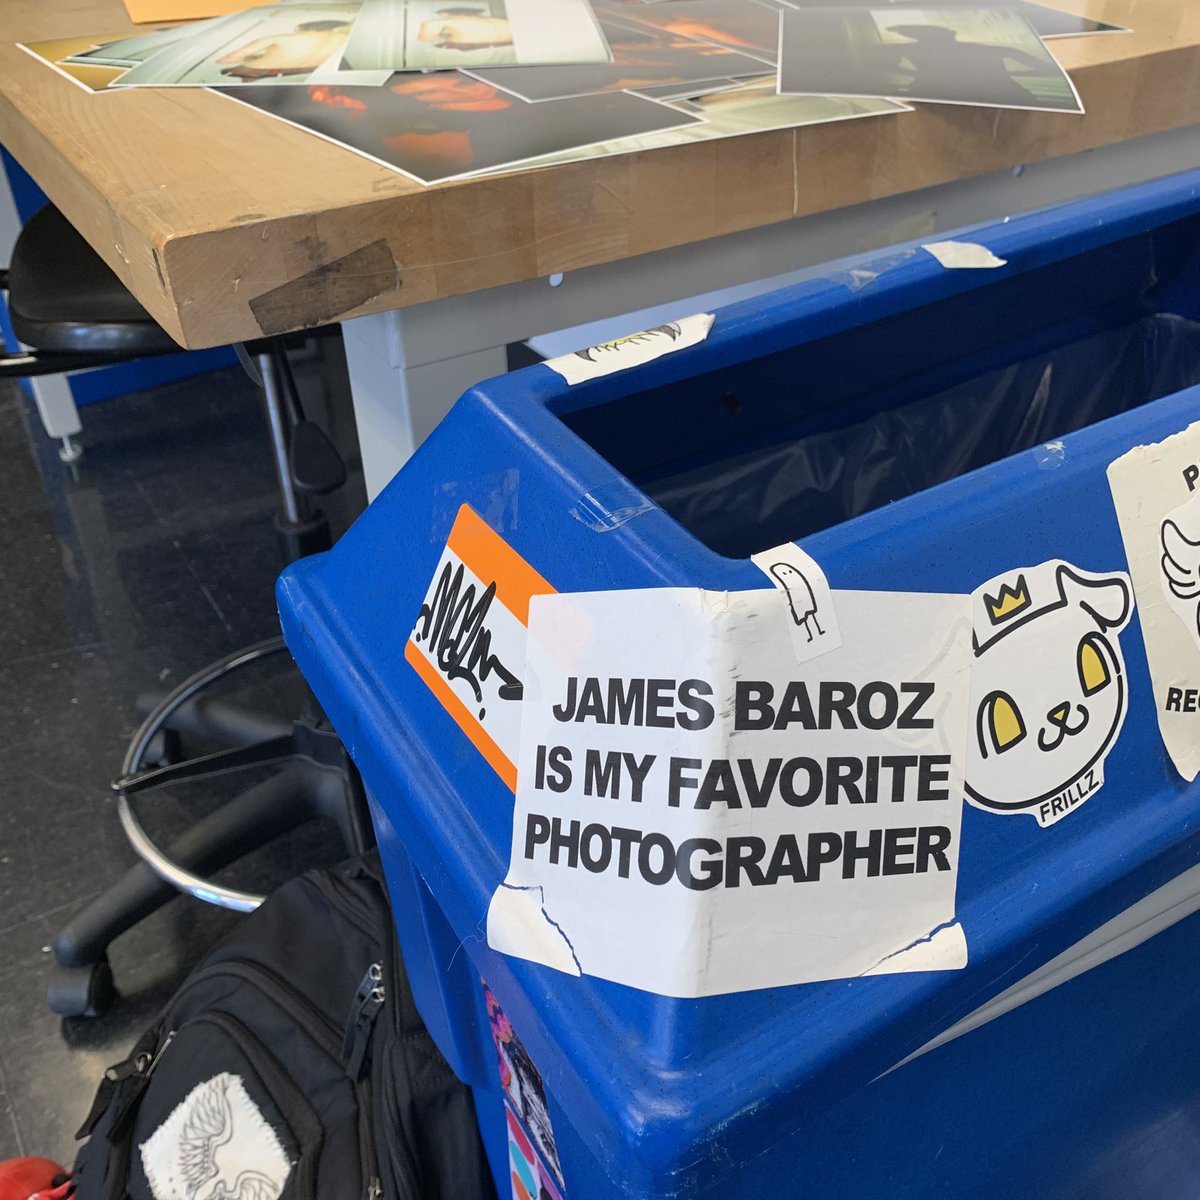 JAMES BAROZ
IS MY FAVORITE
PHOTOGRAPHER
FRILLZ